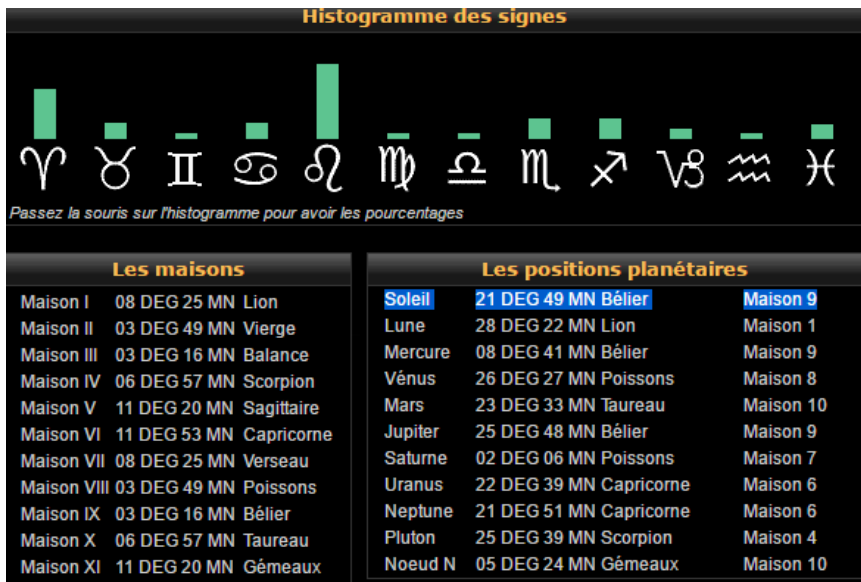 Histogramme des signes
♈ ♉ ♊ ♋ ♌ ♍ ♎ ♏ ♐ ♑ ♒ ♓
Passez la souris sur l'histogramme pour avoir les pourcentages
Les maisons
Maison I 08 DEG 25 MN Lion
Maison II 03 DEG 49 MN Vierge
Maison III 03 DEG 16 MN Balance
Maison IV 06 DEG 57 MN Scorpion
Maison V 11 DEG 20 MN Sagittaire
Maison VI 11 DEG 53 MN Capricorne
Maison VII 08 DEG 25 MN Verseau
Maison VIII 03 DEG 49 MN Poissons
Maison IX 03 DEG 16 MN Bélier
Maison X 06 DEG 57 MN Taureau
Maison XI 11 DEG 20 MN Gémeaux
Les positions planétaires
Soleil 21 DEG 49 MN Bélier Maison 9
Lune 28 DEG 22 MN Lion Maison 1
Mercure 08 DEG 41 MN Bélier Maison 9
Vénus 26 DEG 27 MN Poissons Maison 8
Mars 23 DEG 33 MN Taureau Maison 10
Jupiter 25 DEG 48 MN Bélier Maison 9
Saturne 02 DEG 06 MN Poissons Maison 7
Uranus 22 DEG 39 MN Capricorne Maison 6
Neptune 21 DEG 51 MN Capricorne Maison 6
Pluton 25 DEG 39 MN Scorpion Maison 4
Noeud N 05 DEG 24 MN Gémeaux Maison 10